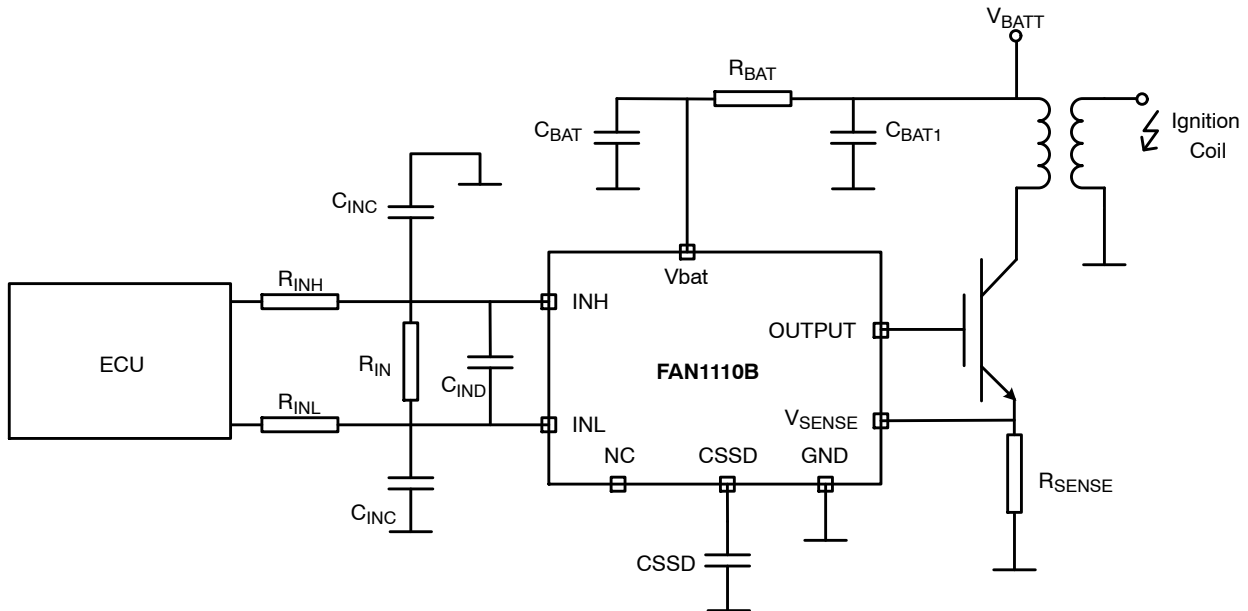 VBATT
RBAT
CBAT
CBAT1
Ignition
Coil
CINC
Vbat
RINH
INH
OUTPUT
ECU
RIN
CIND
FAN1110B
RINL
INL
VSENSE
NC
CSSD
GND
RSENSE
CINC
CSSD